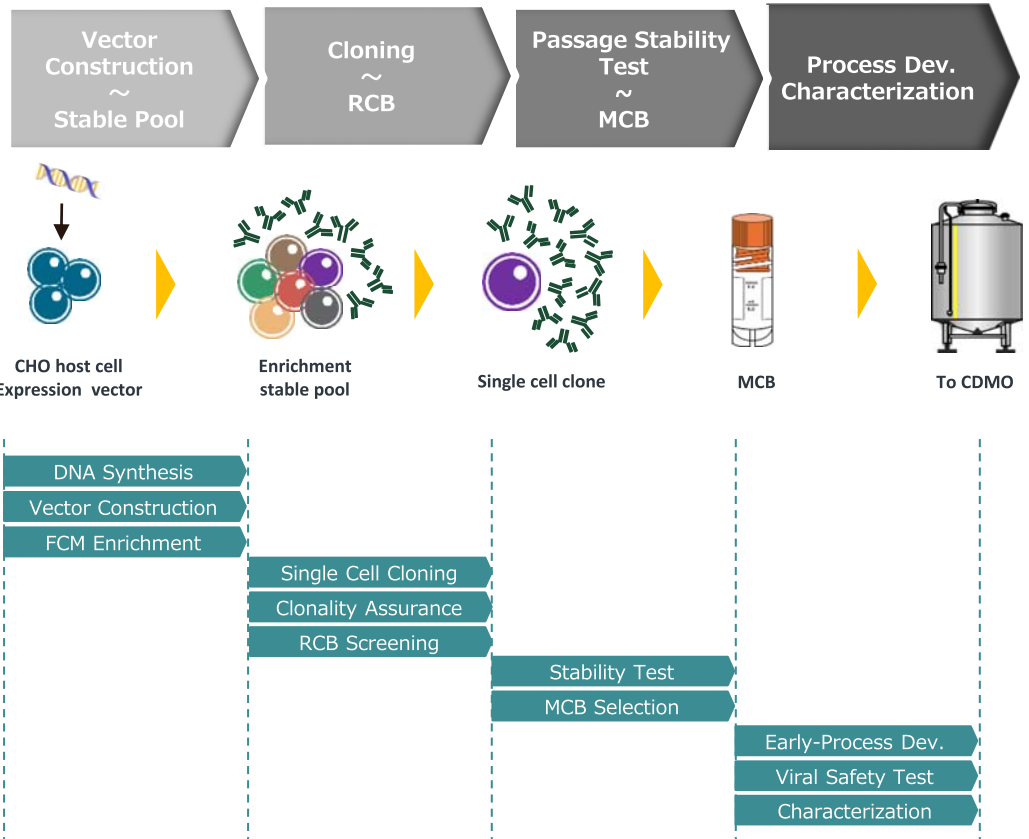 Vector
Construction
~
Stable Pool
Cloning
~
RCB
Passage Stability
Test
~
MCB
Process Dev.
Characterization
CHO host cell
Expression vector
Enrichment
stable pool
Single cell clone
MCB
To CDMO
DNA Synthesis
Vector Construction
FCM Enrichment
Single Cell Cloning
Clonality Assurance
RCB Screening
Stability Test
MCB Selection
Early-Process Dev.
Viral Safety Test
Characterization